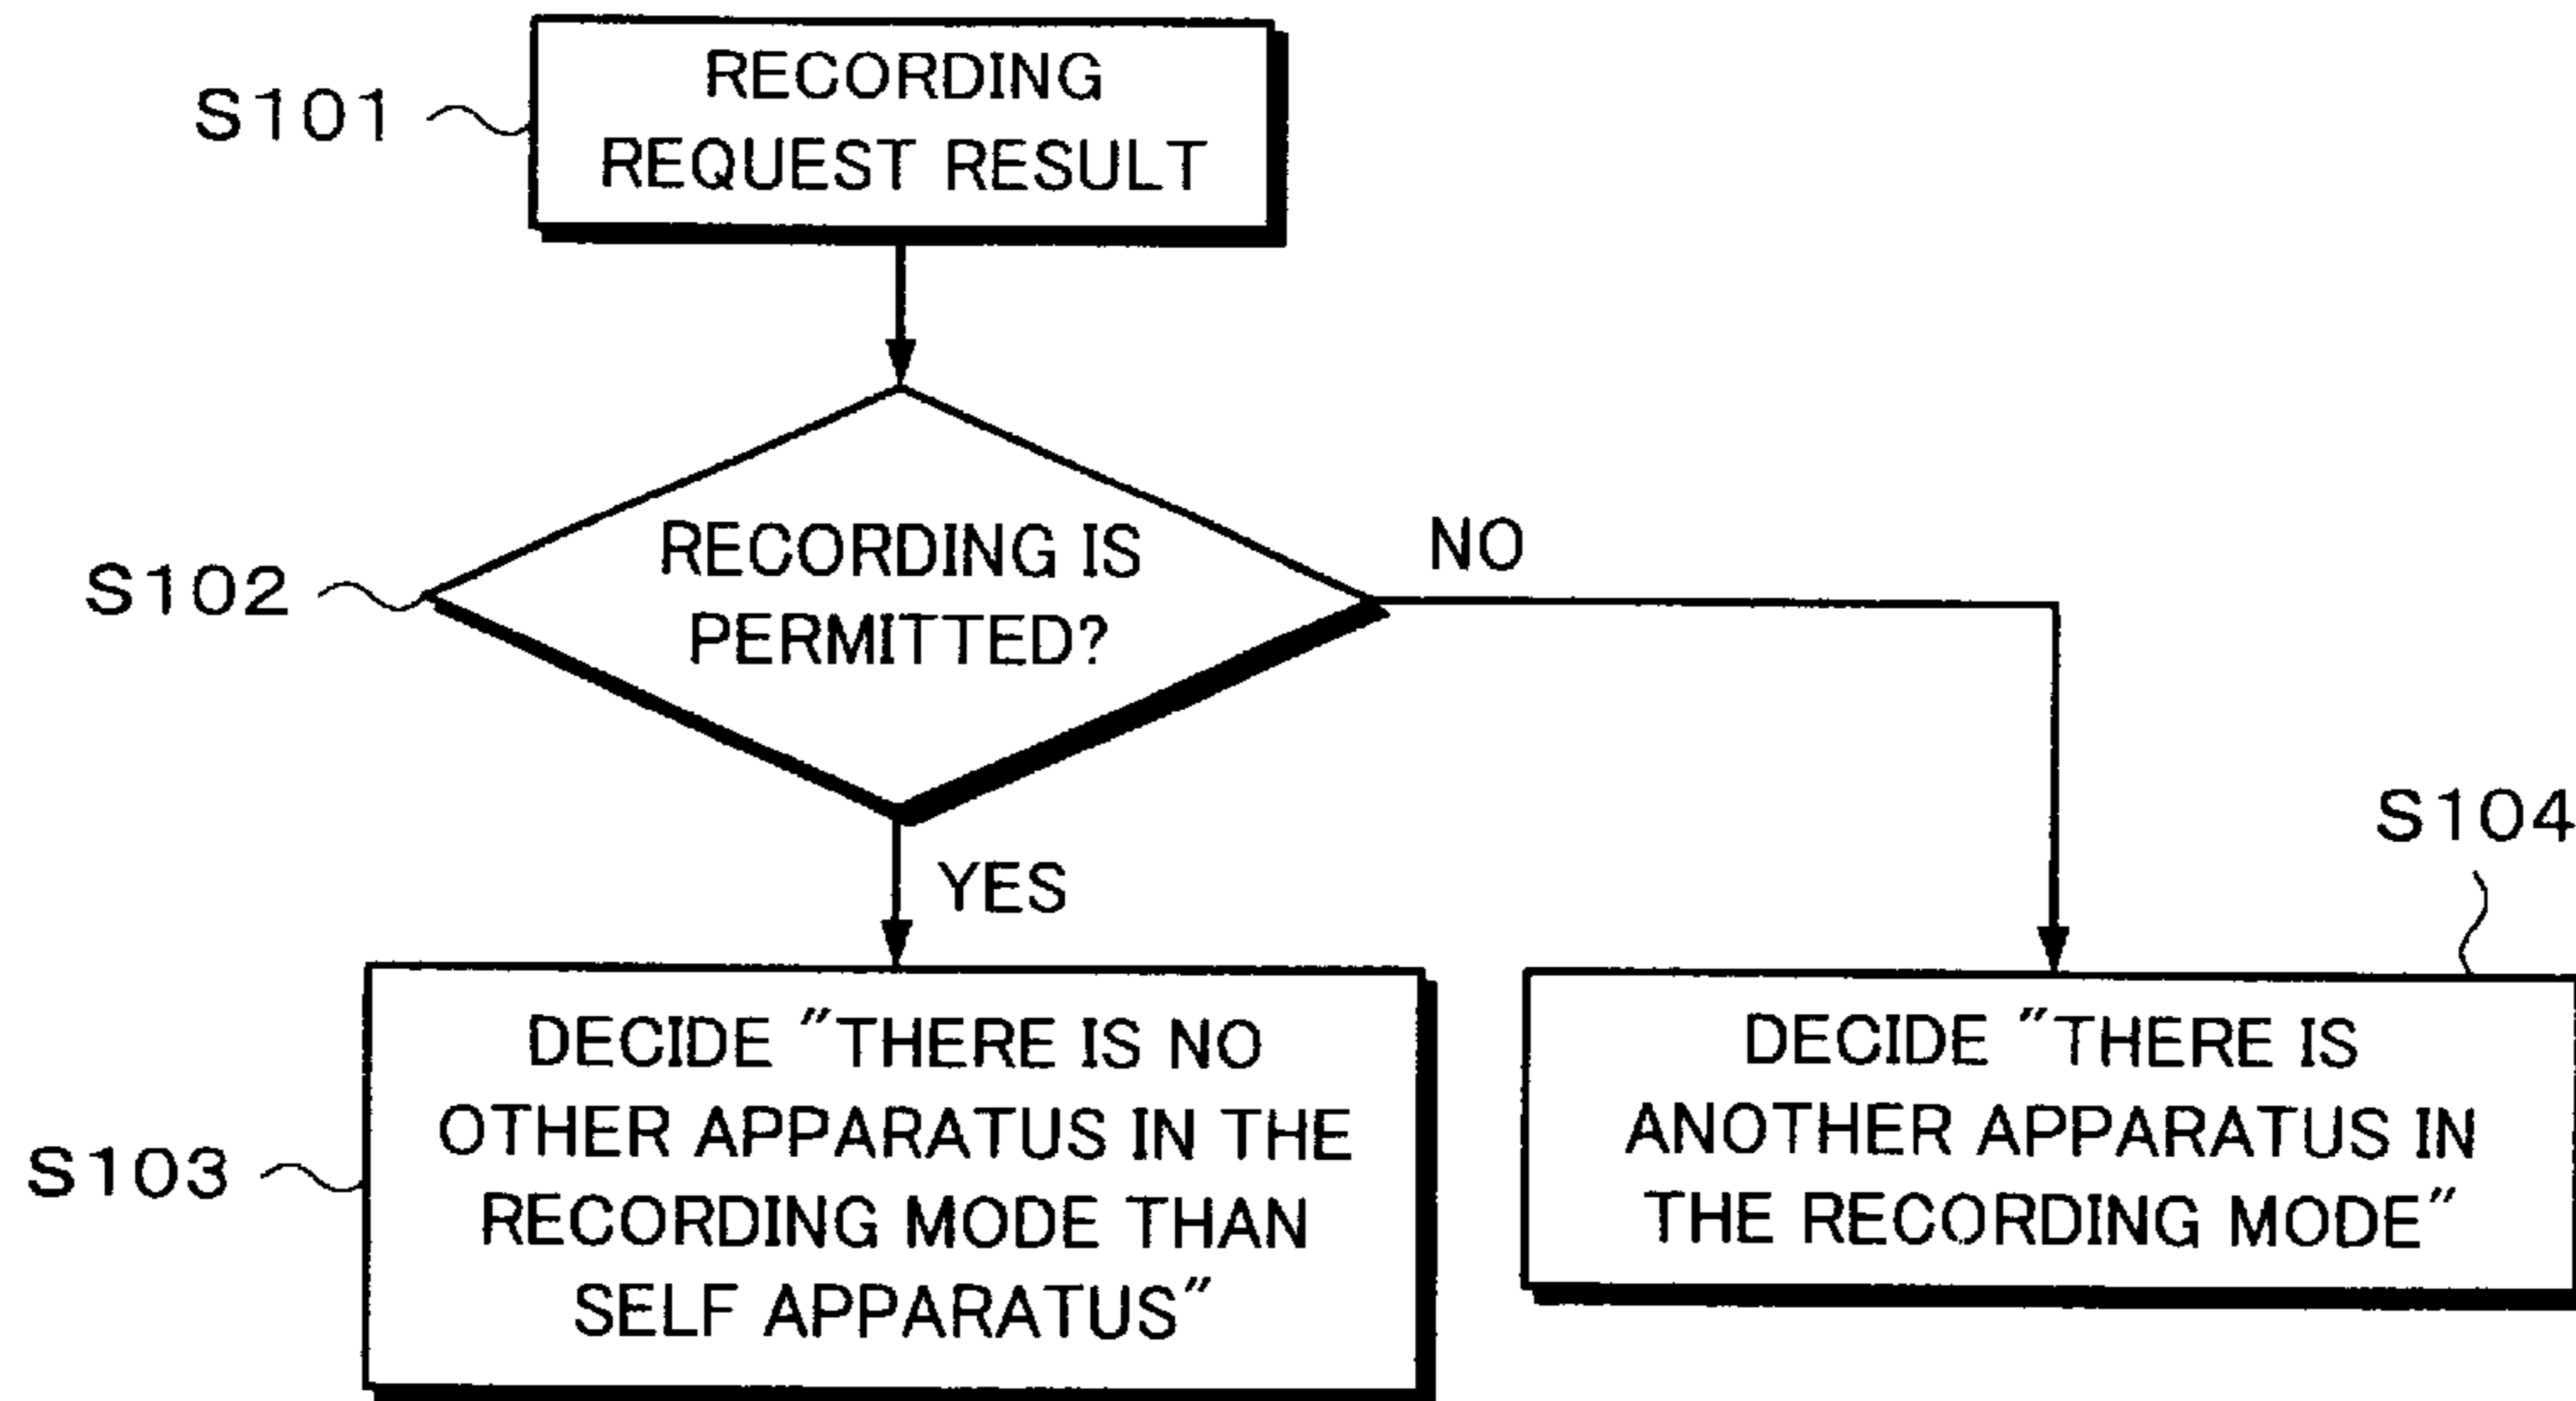 S101
RECORDING
REQUEST RESULT
S102
RECORDING IS
PERMITTED?
NO
YES
S103
DECIDE "THERE IS NO
OTHER APPARATUS IN THE
RECORDING MODE THAN
SELF APPARATUS"
S104
DECIDE "THERE IS
ANOTHER APPARATUS IN
THE RECORDING MODE"